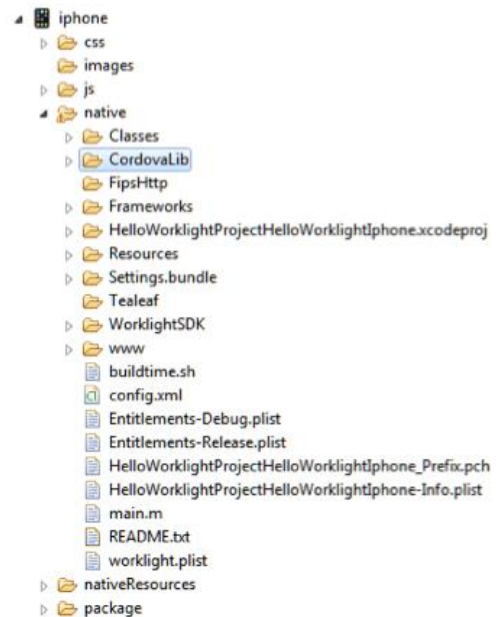 iphone
css
images
js
native
Classes
CordovaLib
FipsHttp
Frameworks
HelloWorklightProjectHelloWorklightIphone.xcodeproj
Resources
Settings.bundle
Tealeaf
WorklightSDK
www
buildtime.sh
config.xml
Entitlements-Debug.plist
Entitlements-Release.plist
HelloWorklightProjectHelloWorklightIphone_Prefix.pch
HelloWorklightProjectHelloWorklightIphone-Info.plist
main.m
README.txt
worklight.plist
nativeResources
package